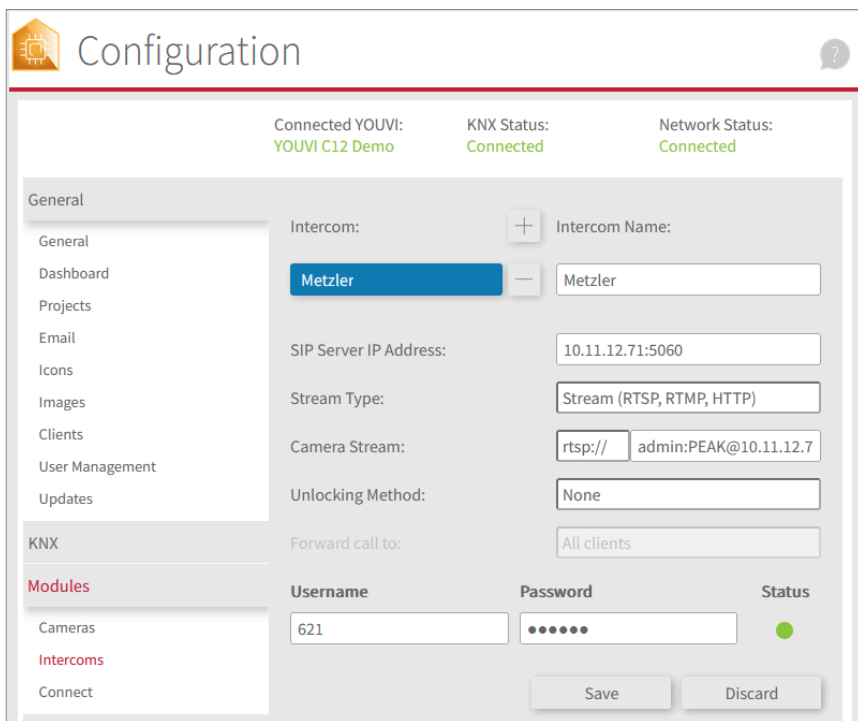 Configuration
?
Connected YOUVI: KNX Status: Network Status:
YOUVI C12 Demo Connected Connected
General
General
Dashboard
Projects
Email
Icons
Images
Clients
User Management
Updates
KNX
Modules
Cameras
Intercoms
Connect
Intercom: + Intercom Name:
Metzler — Metzler
SIP Server IP Address: 10.11.12.71:5060
Stream Type: Stream (RTSP, RTMP, HTTP)
Camera Stream: rtsp:// admin:PEAK@10.11.12.7
Unlocking Method: None
Forward call to: All clients
Username Password Status
621 ●●●●●●
Save Discard